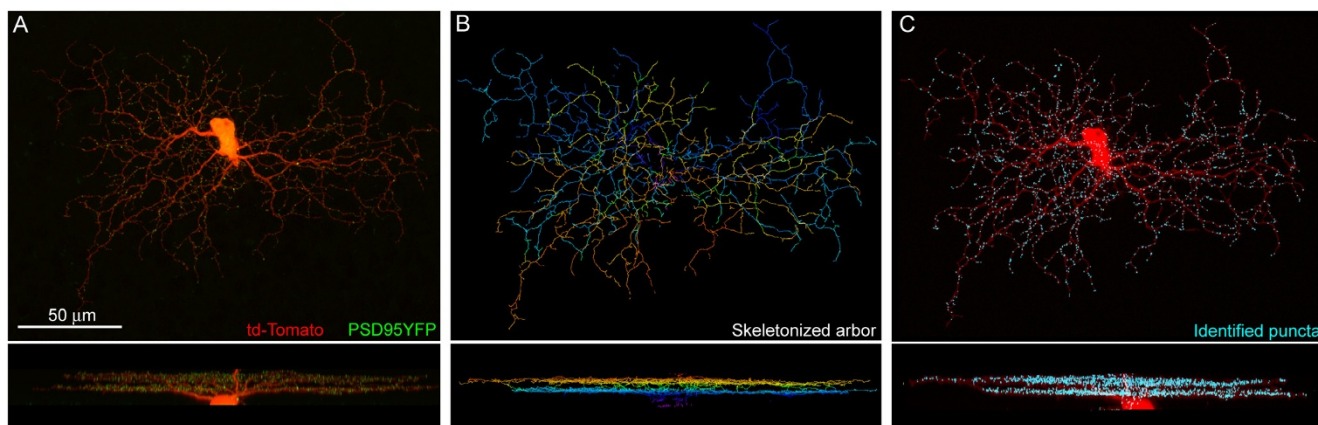 A
B
C
50 μm
td-Tomato PSD95YFP
Skeletonized arbor
Identified puncta